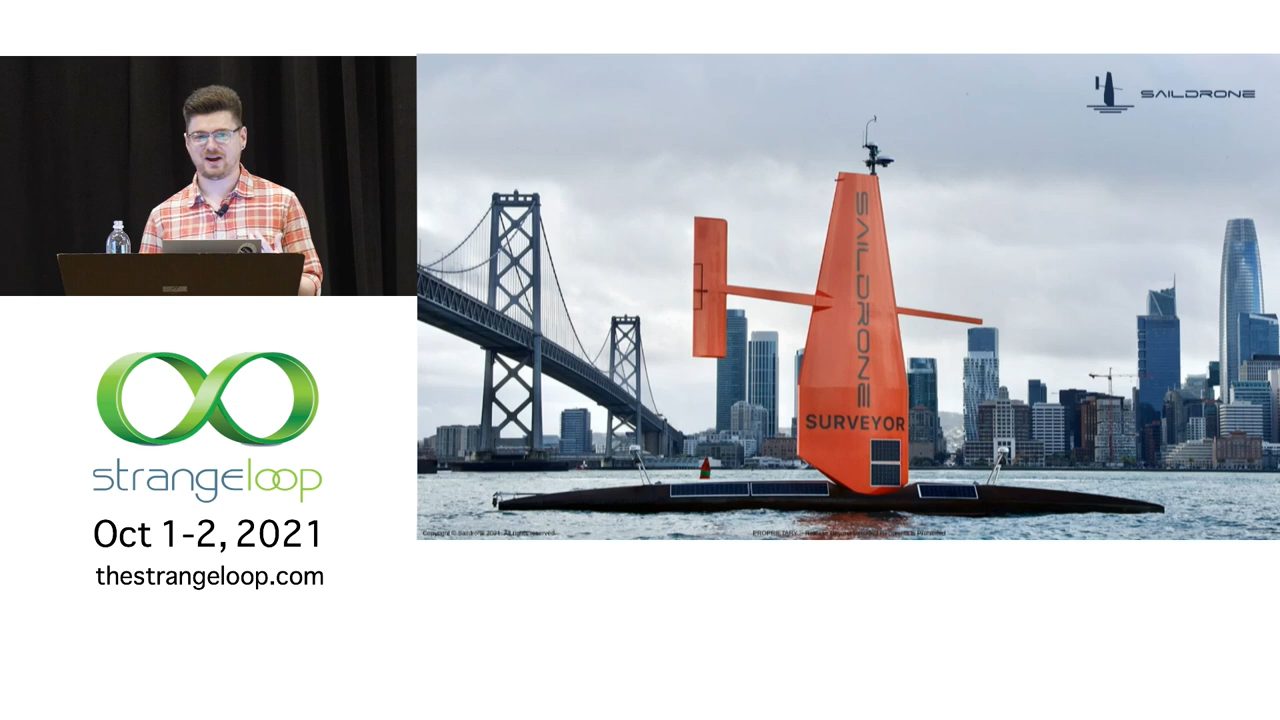 strangeloop
Oct 1-2, 2021
thestrangeloop.com
SAILDRONE
SAILDRONE
SURVEYOR